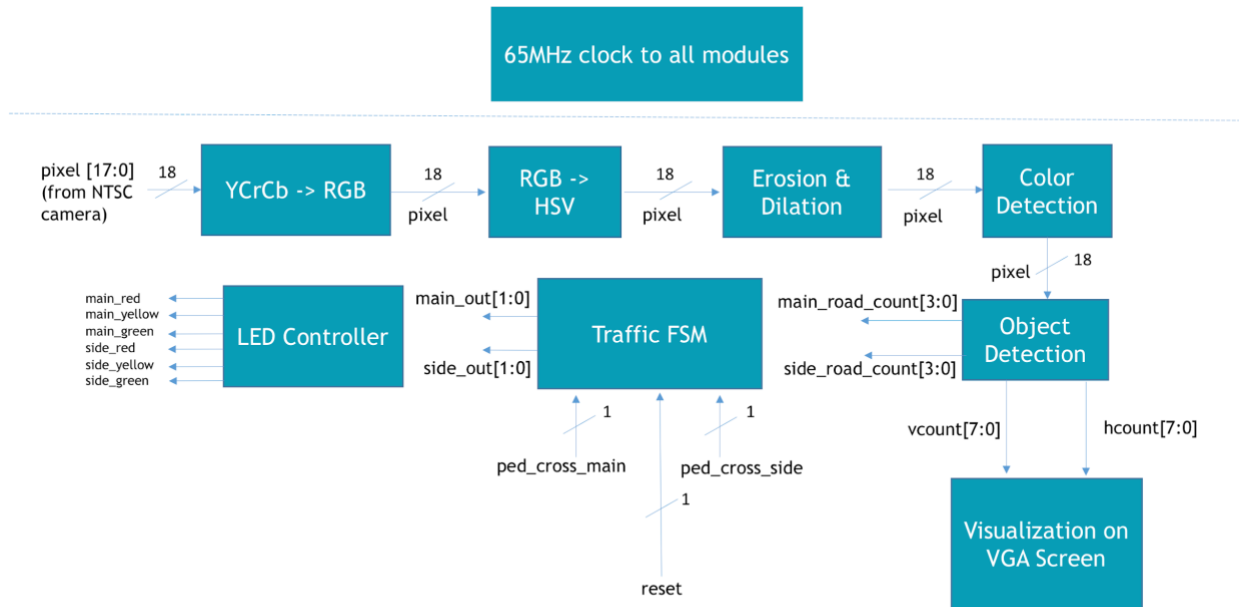 65MHz clock to all modules
pixel [17:0]
(from NTSC
camera)
18
YCrCb -> RGB
18
pixel
RGB ->
HSV
18
pixel
Erosion &
Dilation
18
pixel
Color
Detection
pixel
18
main_red
main_yellow
main_green
side_red
side_yellow
side_green
LED Controller
main_out[1:0]
side_out[1:0]
Traffic FSM
main_road_count[3:0]
side_road_count[3:0]
Object
Detection
1
ped_cross_main
1
ped_cross_side
1
reset
vcount[7:0]
hcount[7:0]
Visualization on
VGA Screen